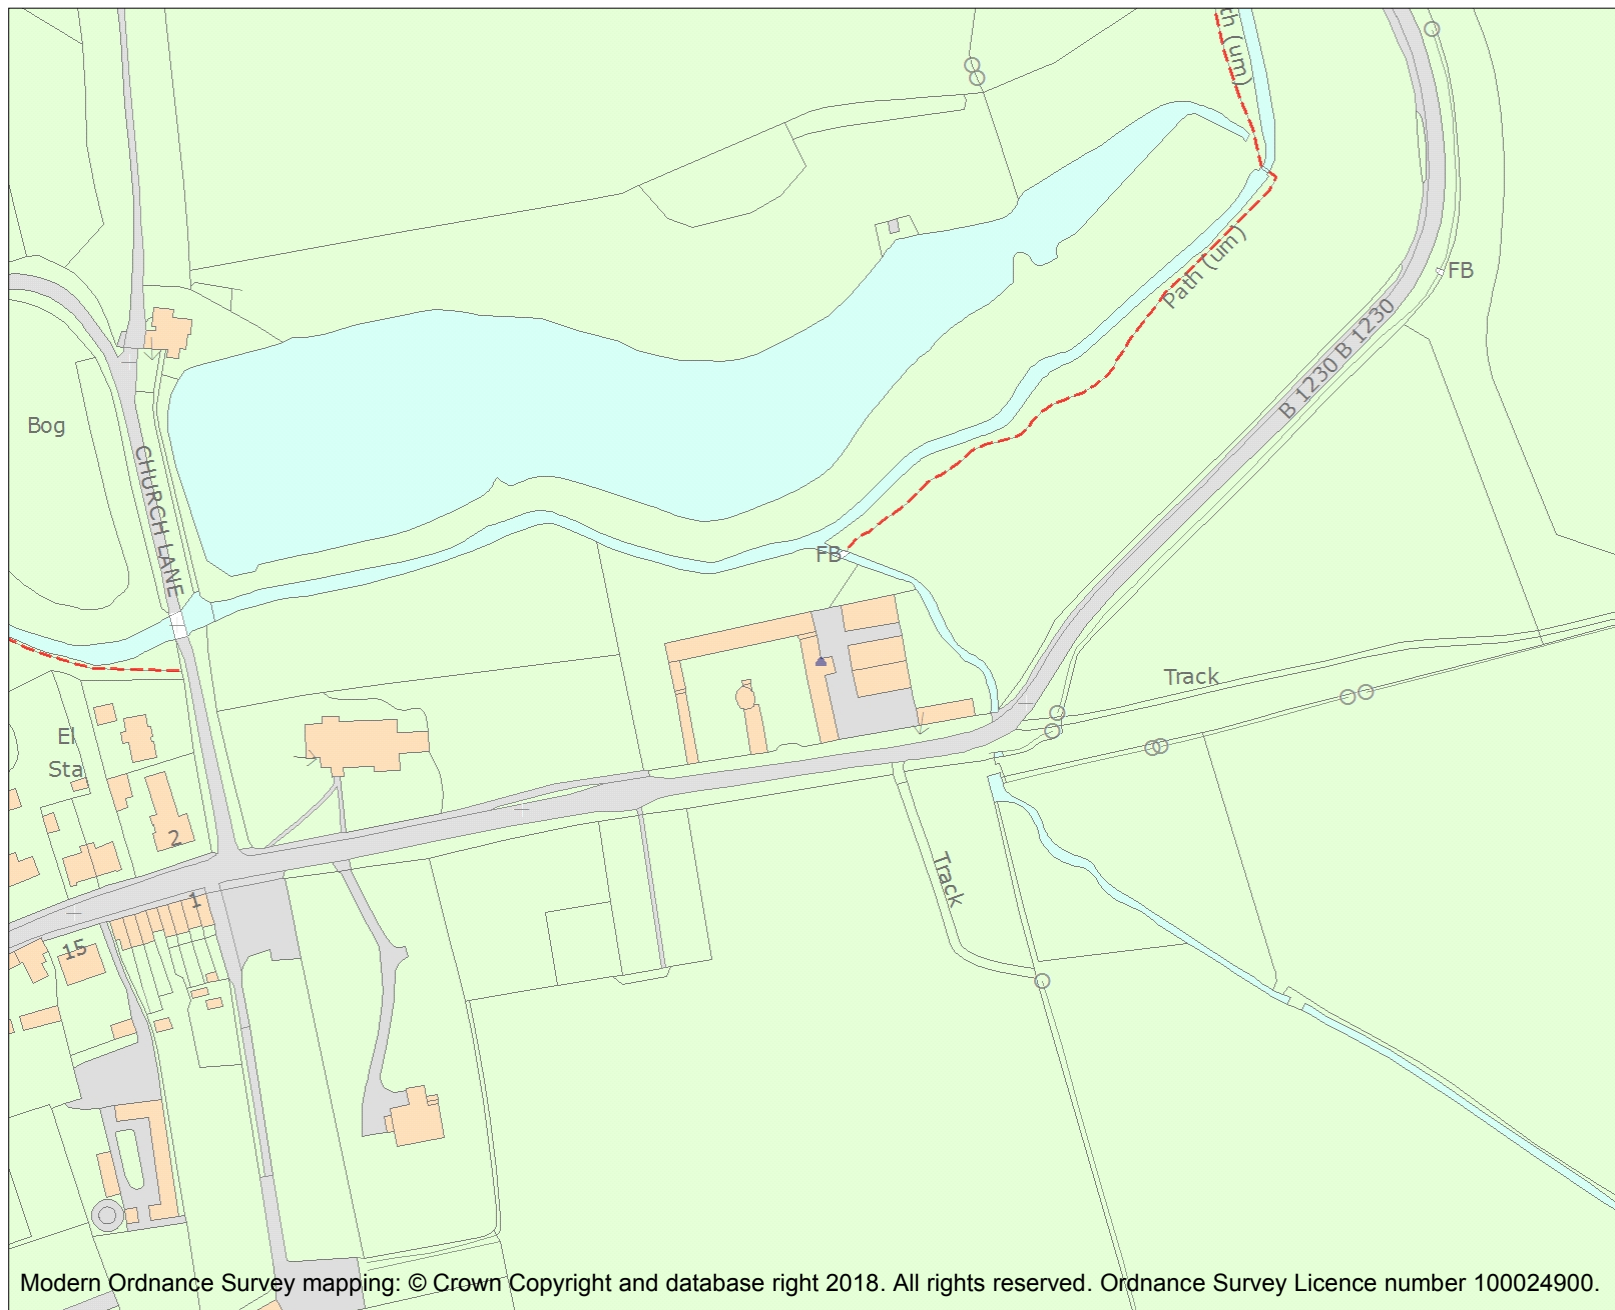 th (um)
FB
Path (um)
B 1230 B 1230
Bog
CHURCH LANE
FB
Track
El
Sta
2
Track
1
15
Modern Ordnance Survey mapping: © Crown Copyright and database right 2018. All rights reserved. Ordnance Survey Licence number 100024900.